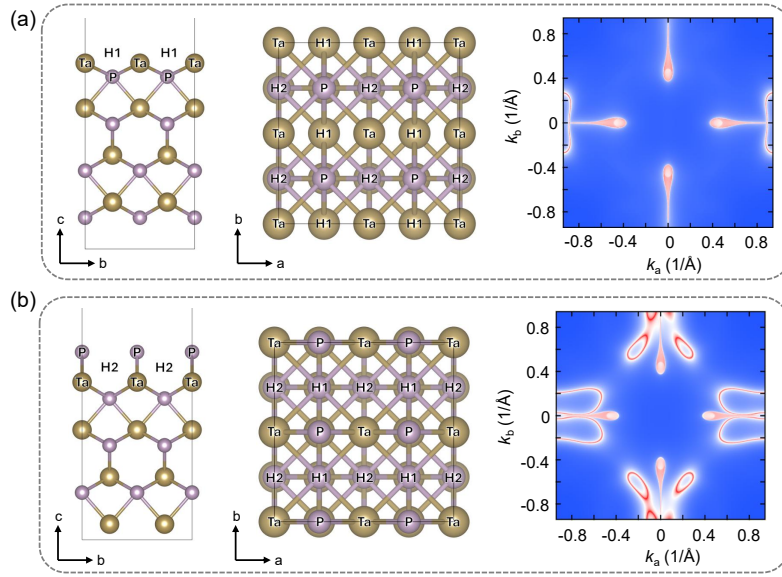 (a)
H1 H1
Ta Ta Ta
P P
c
b
Ta H1 Ta H1 Ta
H2 P H2 P H2
Ta H1 Ta H1 Ta
H2 P H2 P H2
Ta H1 Ta H1 Ta
b
a
k_b (1/Å)
0.8
0.4
0
-0.4
-0.8
-0.8 -0.4 0 0.4 0.8
k_a (1/Å)
(b)
P P P
H2 H2
Ta Ta Ta
c
b
Ta P Ta P Ta
H2 H1 H2 H1 H2
Ta P Ta P Ta
H2 H1 H2 H1 H2
Ta P Ta P Ta
b
a
k_b (1/Å)
0.8
0.4
0
-0.4
-0.8
-0.8 -0.4 0 0.4 0.8
k_a (1/Å)